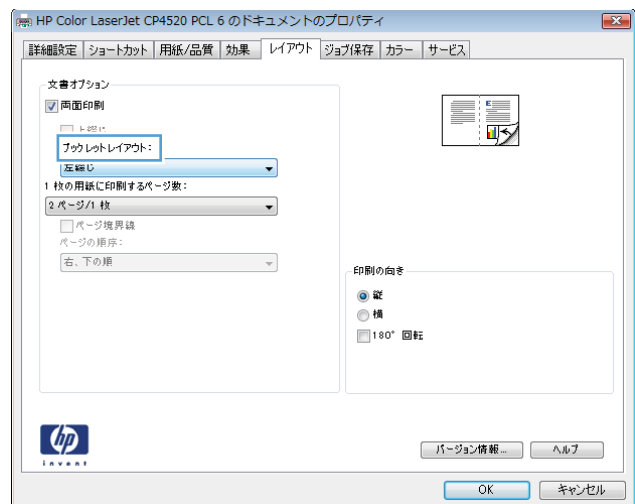 HP Color LaserJet CP4520 PCL 6 のドキュメントのプロパティ
詳細設定 ショートカット 用紙/品質 効果 レイアウト ジョブ保存 カラー サービス
文書オプション
両面印刷
ブックレットレイアウト:
左綴じ
1 枚の用紙に印刷するページ数:
2 ページ/1 枚
ページ境界線
ページの順序:
右、下の順
印刷の向き
縦
横
180° 回転
hp
invent
バージョン情報... ヘルプ
OK キャンセル